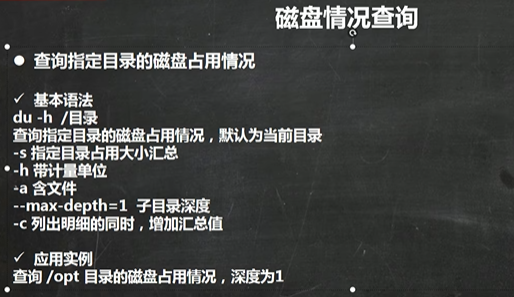 磁盘情况查询
● 查询指定目录的磁盘占用情况
✓ 基本语法
du -h /目录
查询指定目录的磁盘占用情况，默认为当前目录
-s 指定目录占用大小汇总
-h 带计量单位
-a 含文件
--max-depth=1 子目录深度
-c 列出明细的同时，增加汇总值
✓ 应用实例
查询 /opt 目录的磁盘占用情况，深度为1